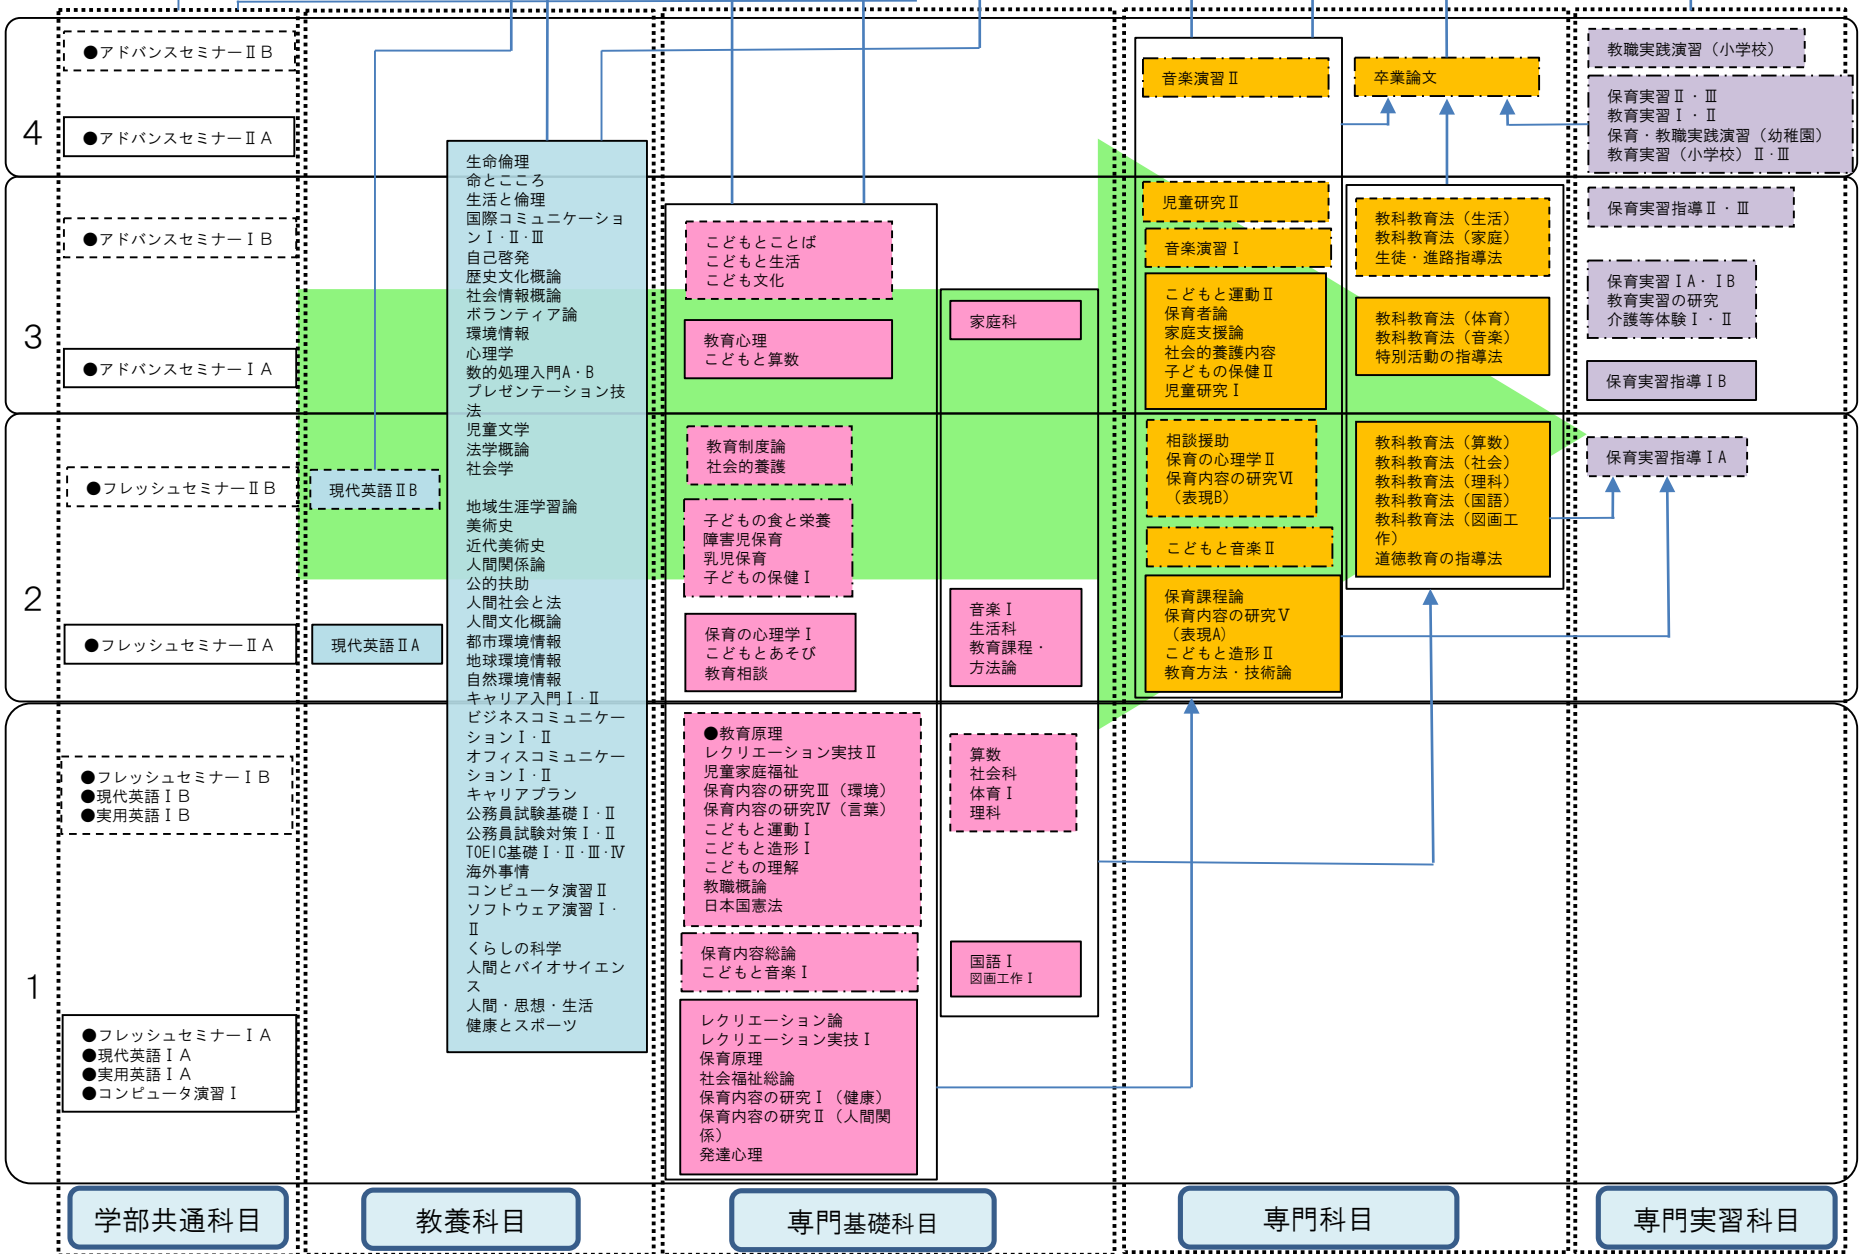 4
●アドバンスセミナーⅡＢ
●アドバンスセミナーⅡＡ
3
●アドバンスセミナーⅠＢ
●アドバンスセミナーⅠＡ
2
●フレッシュセミナーⅡＢ
●フレッシュセミナーⅡＡ
1
●フレッシュセミナーⅠＢ
●現代英語ⅠＢ
●実用英語ⅠＢ
●フレッシュセミナーⅠＡ
●現代英語ⅠＡ
●実用英語ⅠＡ
●コンピュータ演習Ⅰ
学部共通科目
現代英語ⅡＢ
現代英語ⅡＡ
生命倫理
命とこころ
生活と倫理
国際コミュニケーショ
ンⅠ・Ⅱ・Ⅲ
自己啓発
歴史文化概論
社会情報概論
ボランティア論
環境情報
心理学
数的処理入門A・B
プレゼンテーション技
法
児童文学
法学概論
社会学
地域生涯学習論
美術史
近代美術史
人間関係論
公的扶助
人間社会と法
人間文化概論
都市環境情報
地球環境情報
自然環境情報
キャリア入門Ⅰ・Ⅱ
ビジネスコミュニケー
ションⅠ・Ⅱ
オフィスコミュニケー
ションⅠ・Ⅱ
キャリアプラン
公務員試験基礎Ⅰ・Ⅱ
公務員試験対策Ⅰ・Ⅱ
TOEIC基礎Ⅰ・Ⅱ・Ⅲ・Ⅳ
海外事情
コンピュータ演習Ⅱ
ソフトウェア演習Ⅰ・
Ⅱ
くらしの科学
人間とバイオサイエン
ス
人間・思想・生活
健康とスポーツ
教養科目
こどもとことば
こどもと生活
こども文化
教育心理
こどもと算数
教育制度論
社会的養護
子どもの食と栄養
障害児保育
乳児保育
子どもの保健Ⅰ
保育の心理学Ⅰ
こどもとあそび
教育相談
●教育原理
レクリエーション実技Ⅱ
児童家庭福祉
保育内容の研究Ⅲ（環境）
保育内容の研究Ⅳ（言葉）
こどもと運動Ⅰ
こどもと造形Ⅰ
こどもの理解
教職概論
日本国憲法
保育内容総論
こどもと音楽Ⅰ
レクリエーション論
レクリエーション実技Ⅰ
保育原理
社会福祉総論
保育内容の研究Ⅰ（健康）
保育内容の研究Ⅱ（人間関
係）
発達心理
家庭科
音楽Ⅰ
生活科
教育課程・
方法論
算数
社会科
体育Ⅰ
理科
国語Ⅰ
図画工作Ⅰ
専門基礎科目
音楽演習Ⅱ
児童研究Ⅱ
音楽演習Ⅰ
こどもと運動Ⅱ
保育者論
家庭支援論
社会的養護内容
子どもの保健Ⅱ
児童研究Ⅰ
相談援助
保育の心理学Ⅱ
保育内容の研究Ⅵ
（表現B）
こどもと音楽Ⅱ
保育課程論
保育内容の研究Ⅴ
（表現A）
こどもと造形Ⅱ
教育方法・技術論
卒業論文
教科教育法（生活）
教科教育法（家庭）
生徒・進路指導法
教科教育法（体育）
教科教育法（音楽）
特別活動の指導法
教科教育法（算数）
教科教育法（社会）
教科教育法（理科）
教科教育法（国語）
教科教育法（図画工
作）
道徳教育の指導法
専門科目
教職実践演習（小学校）
保育実習Ⅱ・Ⅲ
教育実習Ⅰ・Ⅱ
保育・教職実践演習（幼稚園）
教育実習（小学校）Ⅱ・Ⅲ
保育実習指導Ⅱ・Ⅲ
保育実習ⅠA・ⅠB
教育実習の研究
介護等体験Ⅰ・Ⅱ
保育実習指導ⅠB
保育実習指導ⅠA
専門実習科目